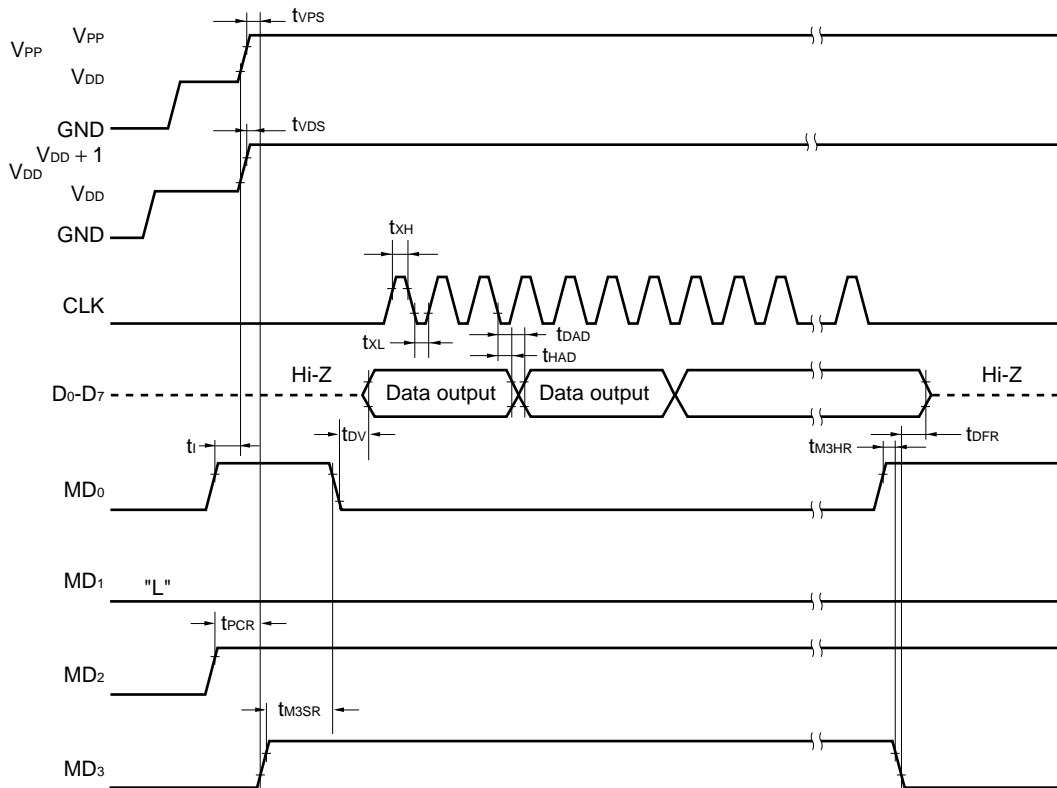 tVPS
VPP
VPP
VDD
GND
tVDS
VDD + 1
VDD
VDD
GND
tXH
CLK
tXL
tDAD
tHAD
Hi-Z
Hi-Z
D0-D7
Data output
Data output
tDV
tI
tM3HR
tDFR
MD0
MD1
"L"
tPCR
MD2
tM3SR
MD3